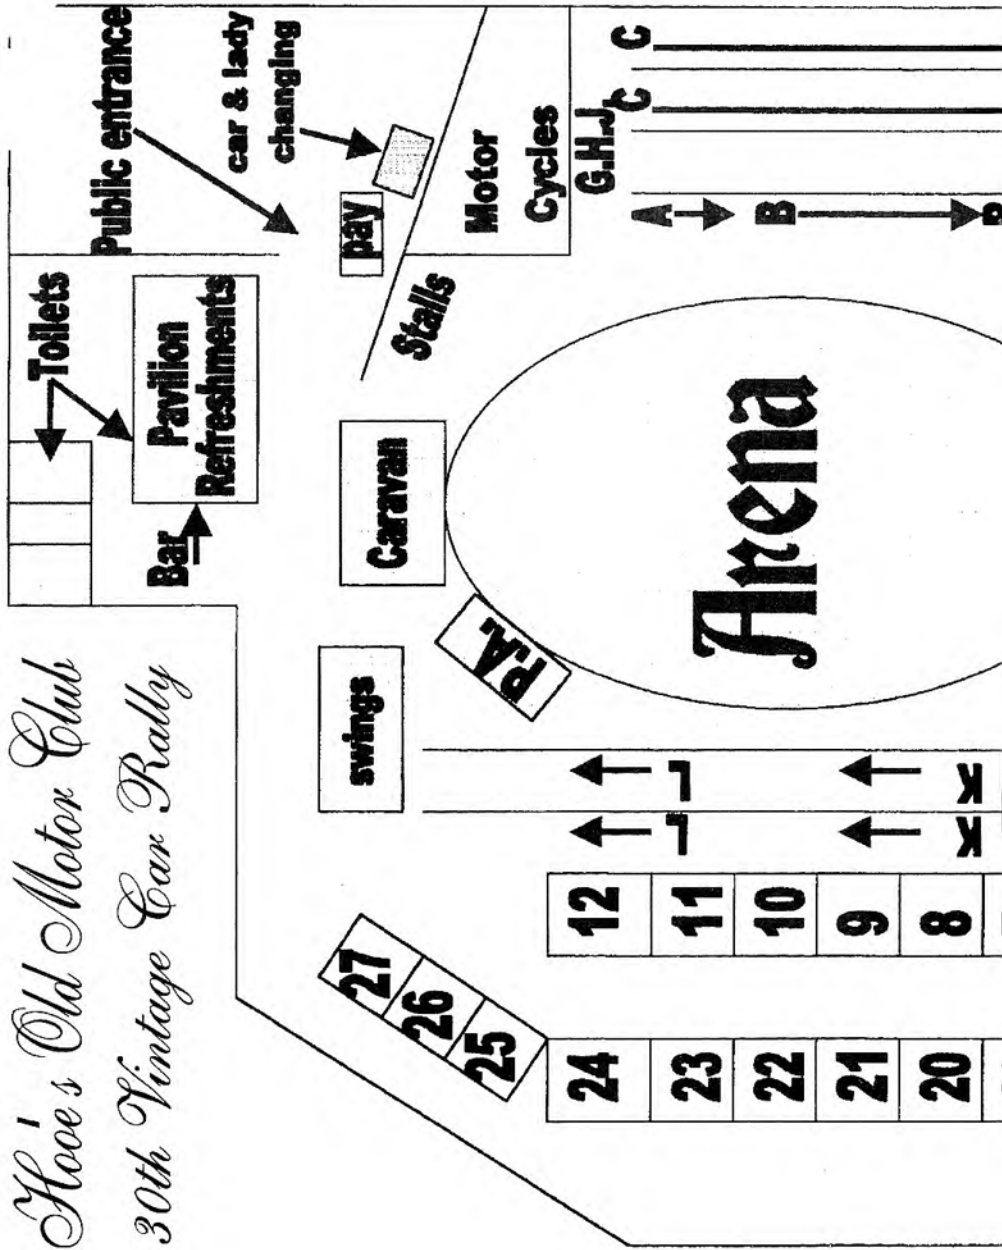 Hooe's Old Motor Club
30th Vintage Car Rally
Toilets
Public entrance
Bar
Pavilion
Refreshments
car & lady
changing
swings
Caravan
pay
Stalls
P.A.
Motor
Cycles
27
26
25
24
12
G.H.J,
23
11
L
L
A
C
C
22
10
Arena
B
21
9
20
8
K
K